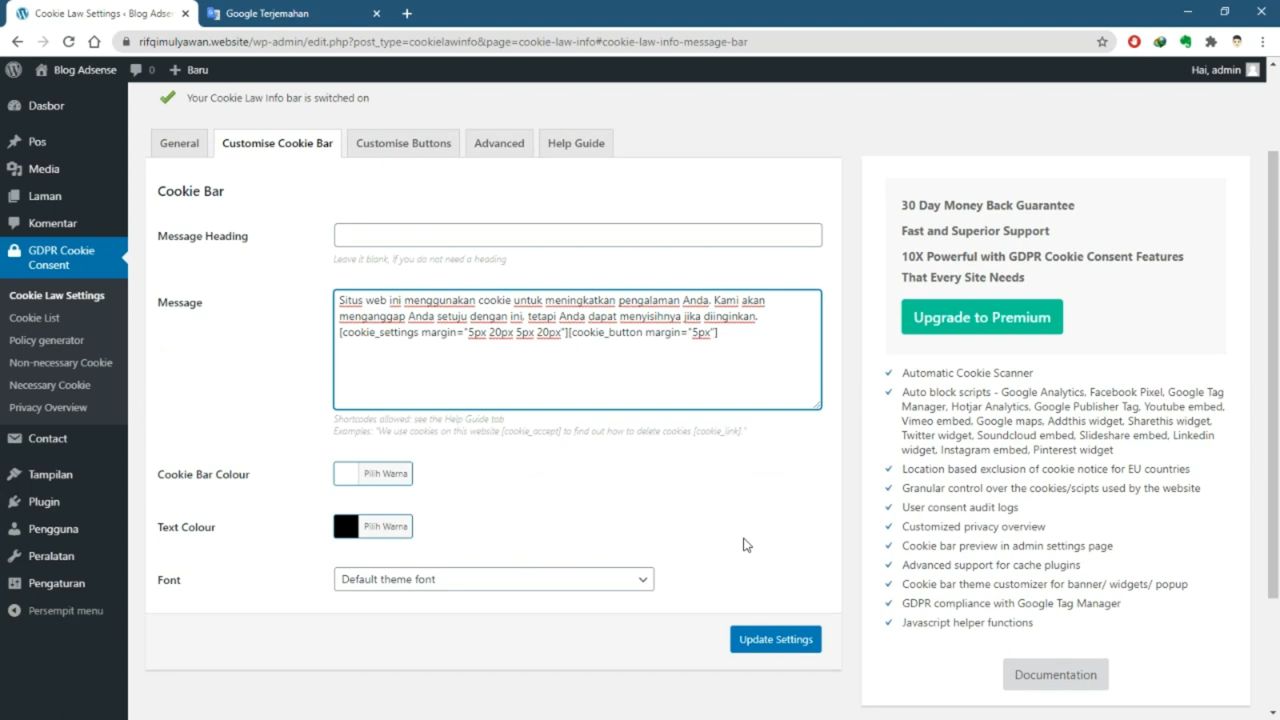 Cookie Law Settings ‹ Blog Adse
Google Terjemahan
rifqimulyawan.website/wp-admin/edit.php?post_type=cookielawinfo&page=cookie-law-info#cookie-law-info-message-bar
Blog Adsense
0
Baru
Hai, admin
Dasbor
Pos
Media
Laman
Komentar
GDPR Cookie
Consent
Cookie Law Settings
Cookie List
Policy generator
Non-necessary Cookie
Necessary Cookie
Privacy Overview
Contact
Tampilan
Plugin
Pengguna
Peralatan
Pengaturan
Persempit menu
Your Cookie Law Info bar is switched on
General
Customise Cookie Bar
Customise Buttons
Advanced
Help Guide
Cookie Bar
Message Heading
Leave it blank, If you do not need a heading
Message
Situs web ini menggunakan cookie untuk meningkatkan pengalaman Anda. Kami akan
menganggap Anda setuju dengan ini, tetapi Anda dapat menyisihnya jika diinginkan.
[cookie_settings margin="5px 20px 5px 20px"][cookie_button margin="5px"]
Shortcodes allowed: see the Help Guide tab
Examples: "We use cookies on this website [cookie_accept] to find out how to delete cookies [cookie_link]."
Cookie Bar Colour
Pilih Warna
Text Colour
Pilih Warna
Font
Default theme font
Update Settings
30 Day Money Back Guarantee
Fast and Superior Support
10X Powerful with GDPR Cookie Consent Features
That Every Site Needs
Upgrade to Premium
Automatic Cookie Scanner
Auto block scripts - Google Analytics, Facebook Pixel, Google Tag
Manager, Hotjar Analytics, Google Publisher Tag, Youtube embed,
Vimeo embed, Google maps, Addthis widget, Sharethis widget,
Twitter widget, Soundcloud embed, Slideshare embed, Linkedin
widget, Instagram embed, Pinterest widget
Location based exclusion of cookie notice for EU countries
Granular control over the cookies/scipts used by the website
User consent audit logs
Customized privacy overview
Cookie bar preview in admin settings page
Advanced support for cache plugins
Cookie bar theme customizer for banner/ widgets/ popup
GDPR compliance with Google Tag Manager
Javascript helper functions
Documentation